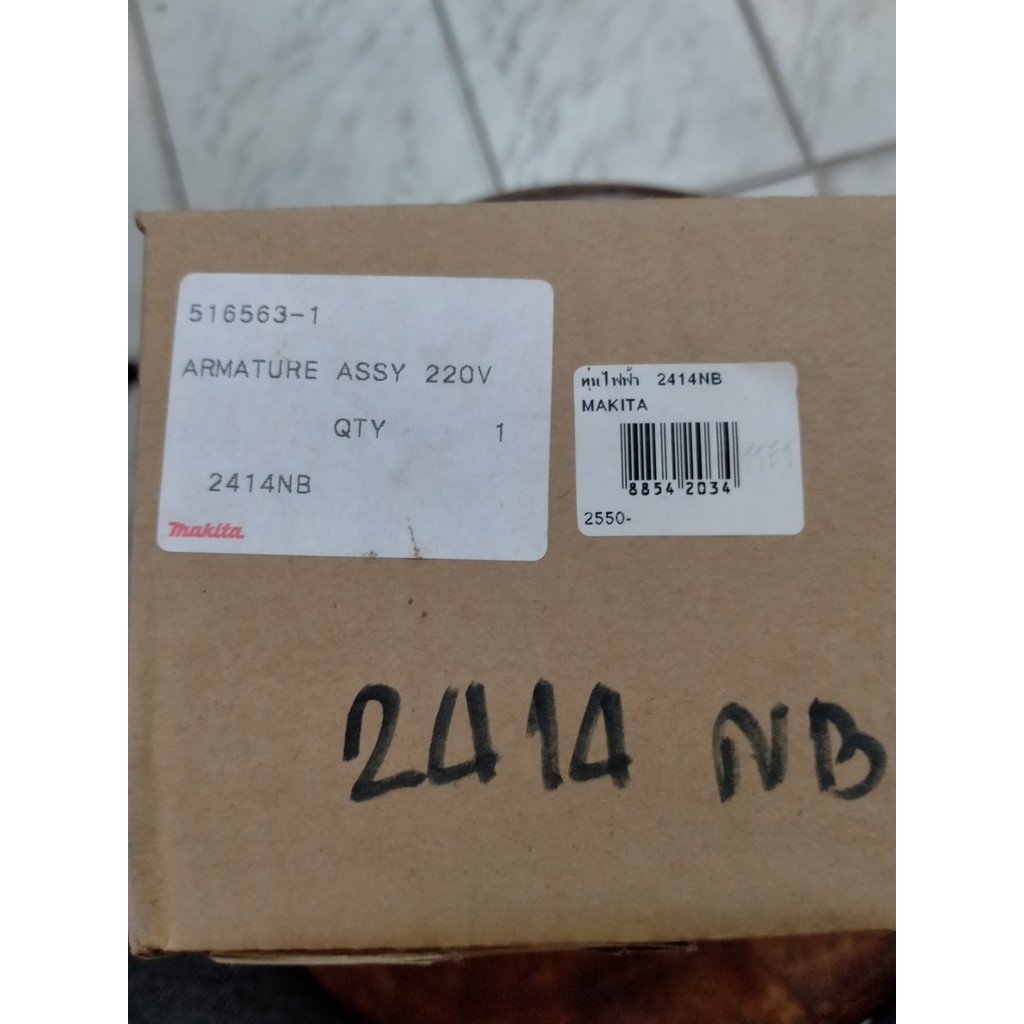 516563-1
ARMATURE ASSY 220V
QTY 1
2414NB
makita
ทุ่นไฟฟ้า 2414NB
MAKITA
8854 2034
2550-
2414 NB